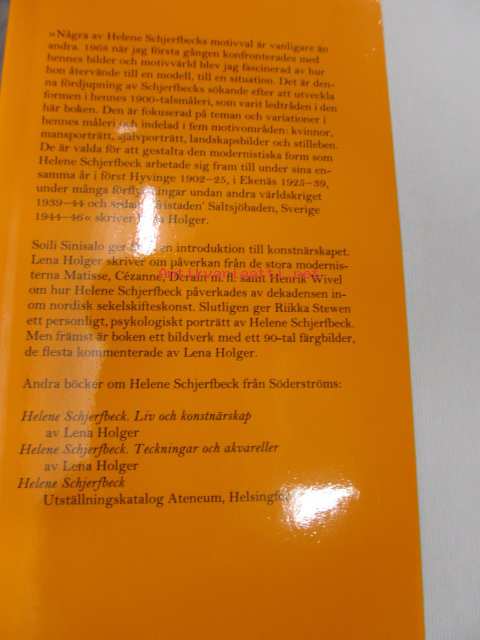 »Några av Helene Schjerfbecks motivval är vanligare än
andra. 1968 när jag första gången konfronterades med
hennes bilder och motivvärld blev jag fascinerad av hur
hon återvände till en modell, till en situation. Det är den-
na fördjupning av Schjerfbecks sökande efter att utveckla
formen i hennes 1900-talsmåleri, som varit ledtråden i den
här boken. Den är fokuserad på teman och variationer i
hennes måleri och indelad i fem motivområden: kvinnor,
mansporträtt, självporträtt, landskapsbilder och stilleben.
De är valda för att gestalta den modernistiska form som
Helene Schjerfbeck arbetade sig fram till under sina en-
samma år i först Hyvinge 1902–25, i Ekenäs 1925–39,
under många förflyttningar undan andra världskriget
1939–44 och sedan 'fristaden' Saltsjöbaden, Sverige
1944–46« skriver Lena Holger.
Soili Sinisalo ger en introduktion till konstnärskapet.
Lena Holger skriver om påverkan från de stora modernis-
terna Matisse, Cézanne, Derain m.fl. samt Henrik Wivel
om hur Helene Schjerfbeck påverkades av dekadensen in-
om nordisk sekelskifteskonst. Slutligen ger Riikka Stewen
ett personligt, psykologiskt porträtt av Helene Schjerfbeck.
Men främst är boken ett bildverk med ett 90-tal färgbilder,
de flesta kommenterade av Lena Holger.
Andra böcker om Helene Schjerfbeck från Söderströms:
Helene Schjerfbeck. Liv och konstnärskap
av Lena Holger
Helene Schjerfbeck. Teckningar och akvareller
av Lena Holger
Helene Schjerfbeck
Utställningskatalog Ateneum, Helsingfors